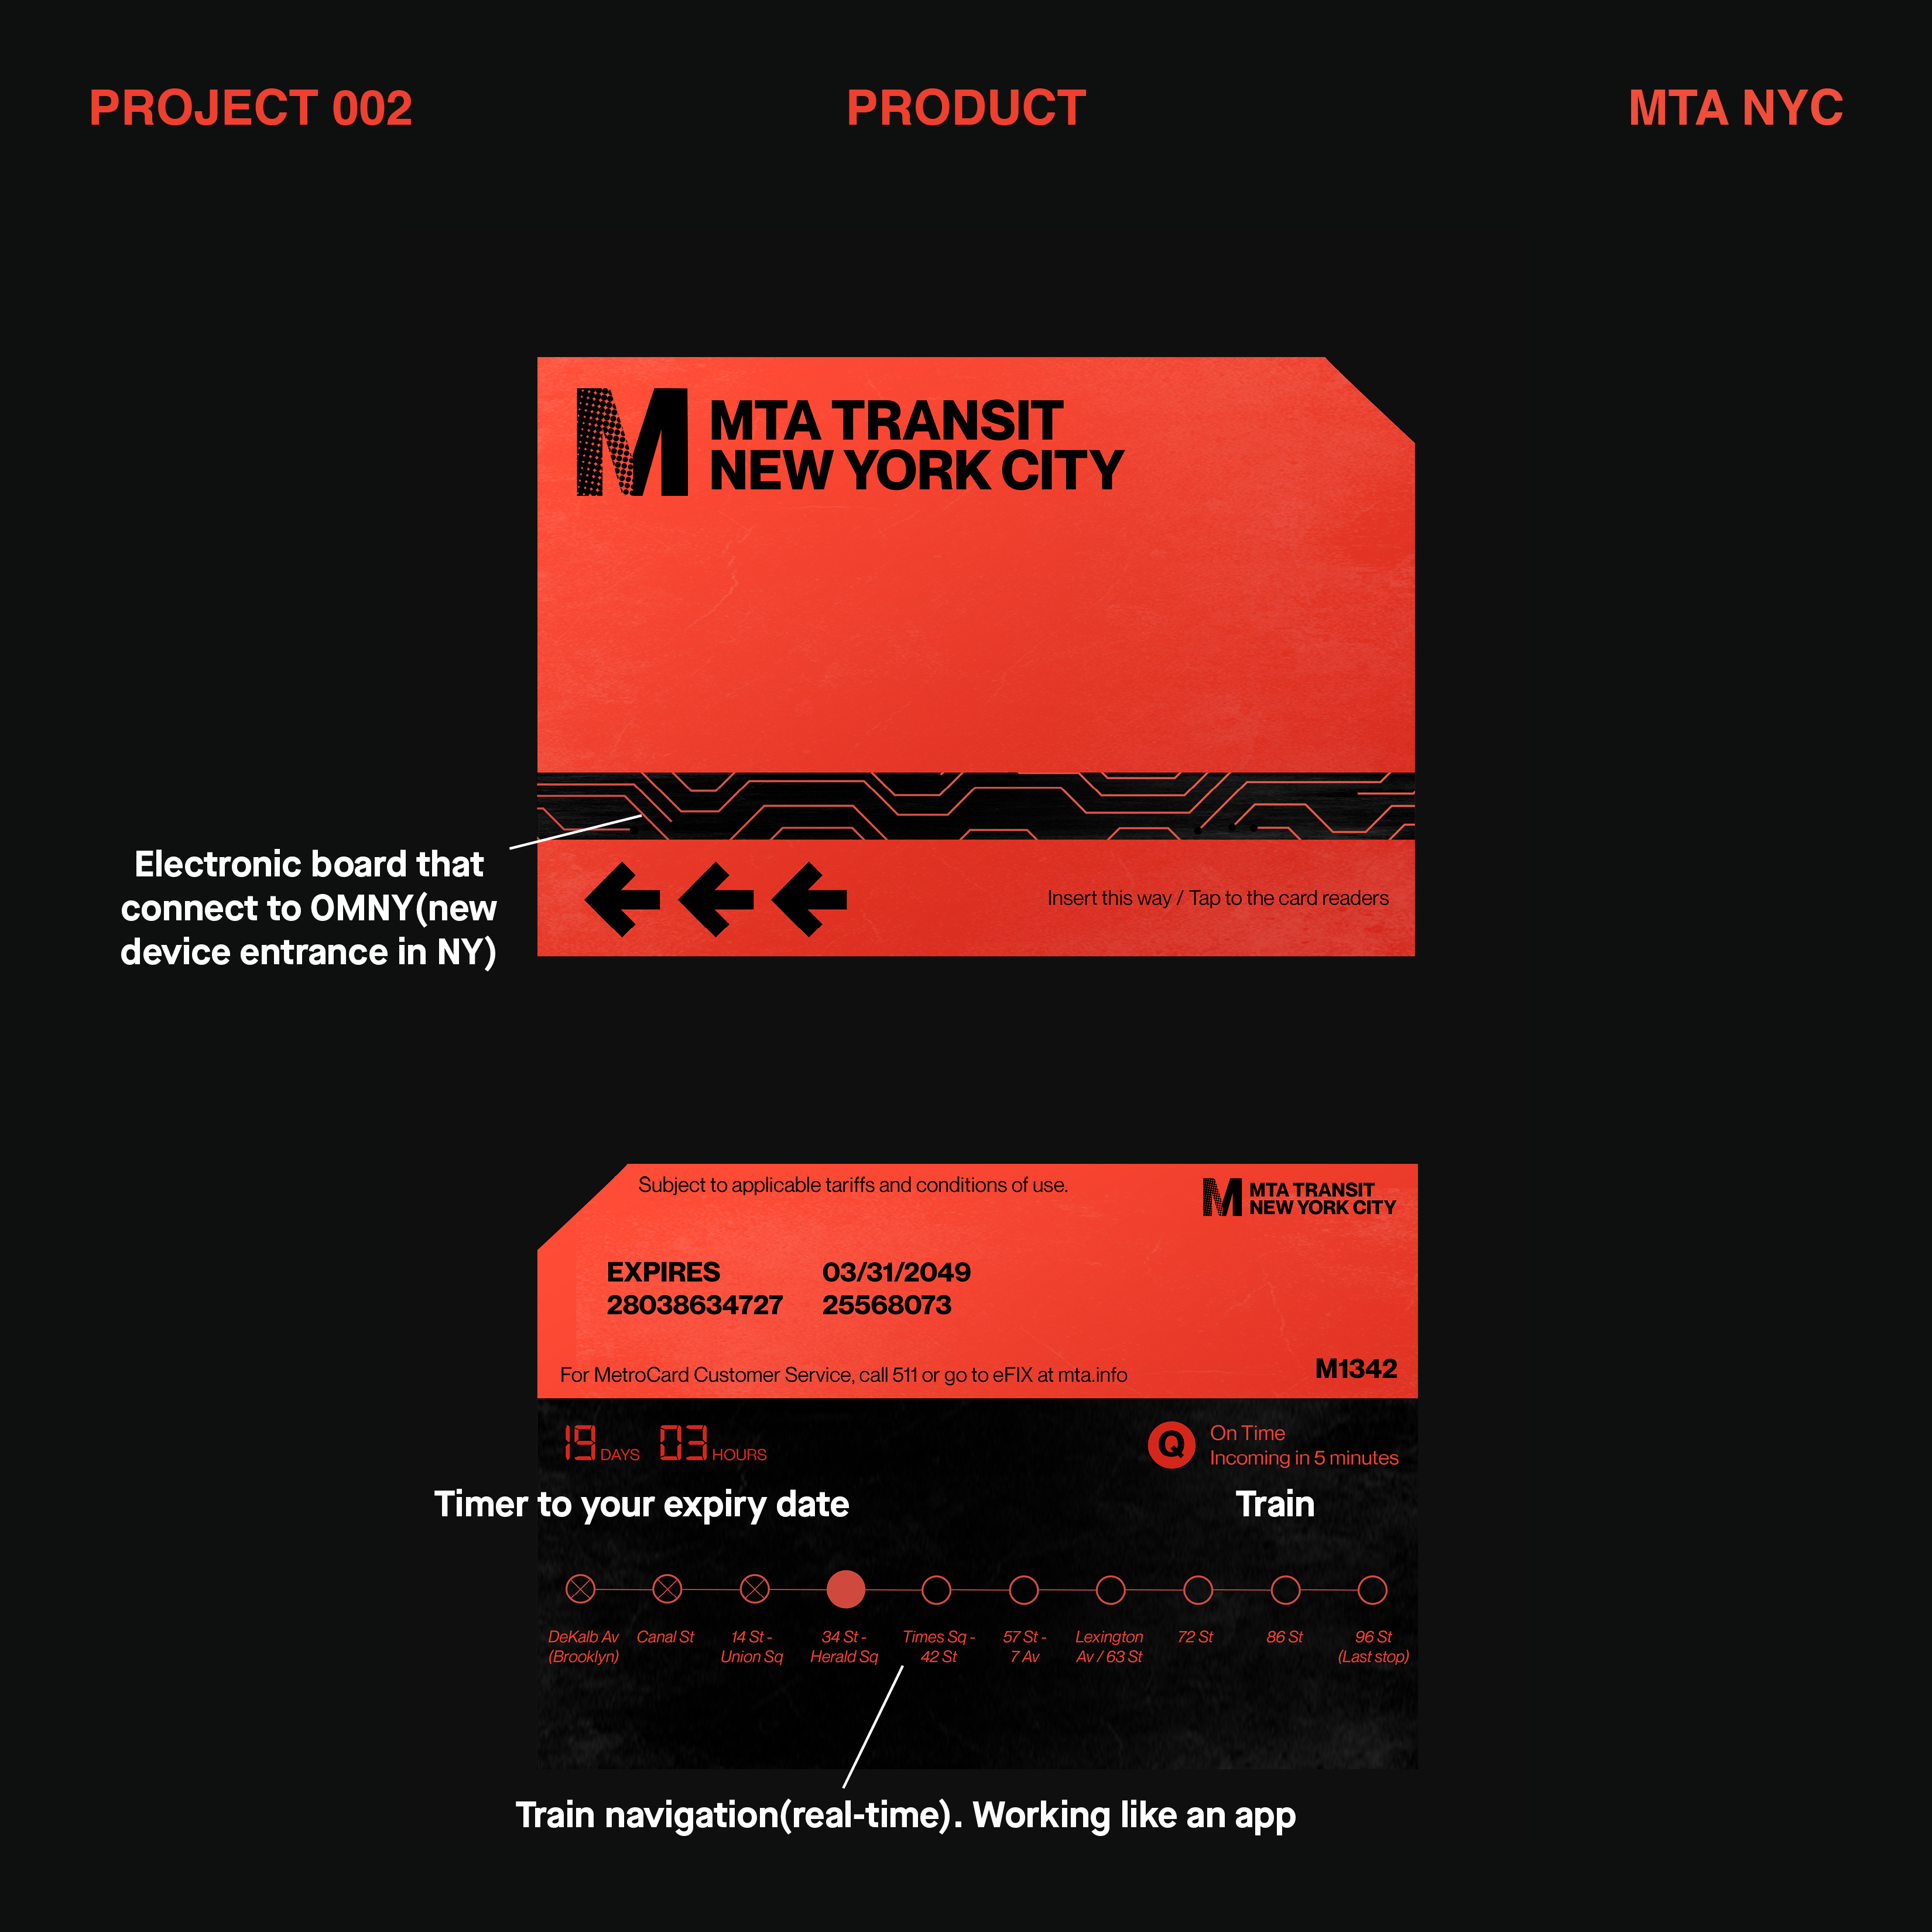 PROJECT 002
PRODUCT
MTA NYC
M
MTA TRANSIT
NEW YORK CITY
Electronic board that
connect to OMNY(new
device entrance in NY)
Insert this way / Tap to the card readers
Subject to applicable tariffs and conditions of use.
M
MTA TRANSIT
NEW YORK CITY
EXPIRES 03/31/2049
28038634727 25568073
For MetroCard Customer Service, call 511 or go to eFIX at mta.info
M1342
19 DAYS 03 HOURS
Q
On Time
Incoming in 5 minutes
Timer to your expiry date
Train
DeKalb Av
(Brooklyn)
Canal St
14 St -
Union Sq
34 St -
Herald Sq
Times Sq -
42 St
57 St -
7 Av
Lexington
Av / 63 St
72 St
86 St
96 St
(Last stop)
Train navigation(real-time). Working like an app